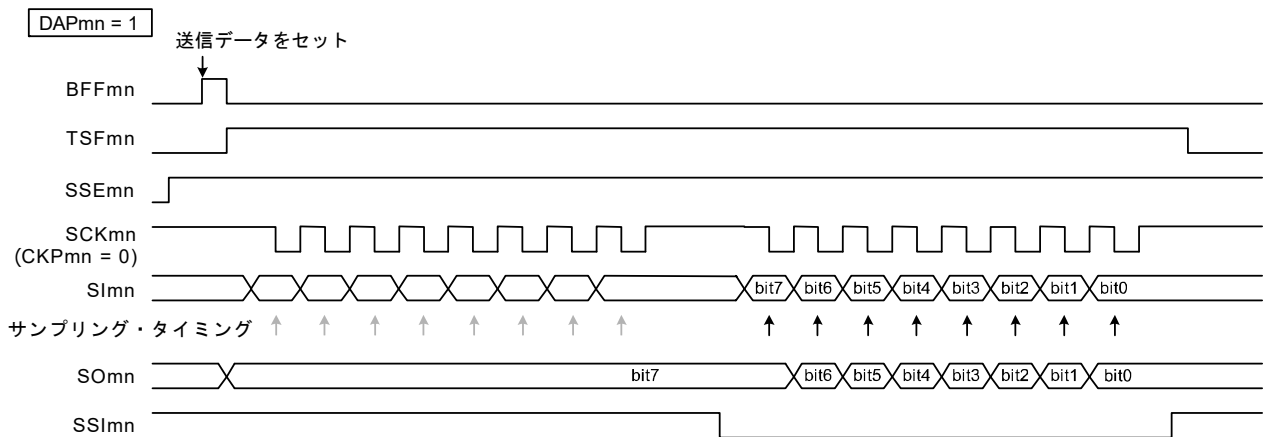 DAPmn = 1
送信データをセット
BFFmn
TSFmn
SSEmn
SCKmn
(CKPmn = 0)
SImn bit7 bit6 bit5 bit4 bit3 bit2 bit1 bit0
サンプリング・タイミング
SOmn bit7 bit6 bit5 bit4 bit3 bit2 bit1 bit0
SSImn